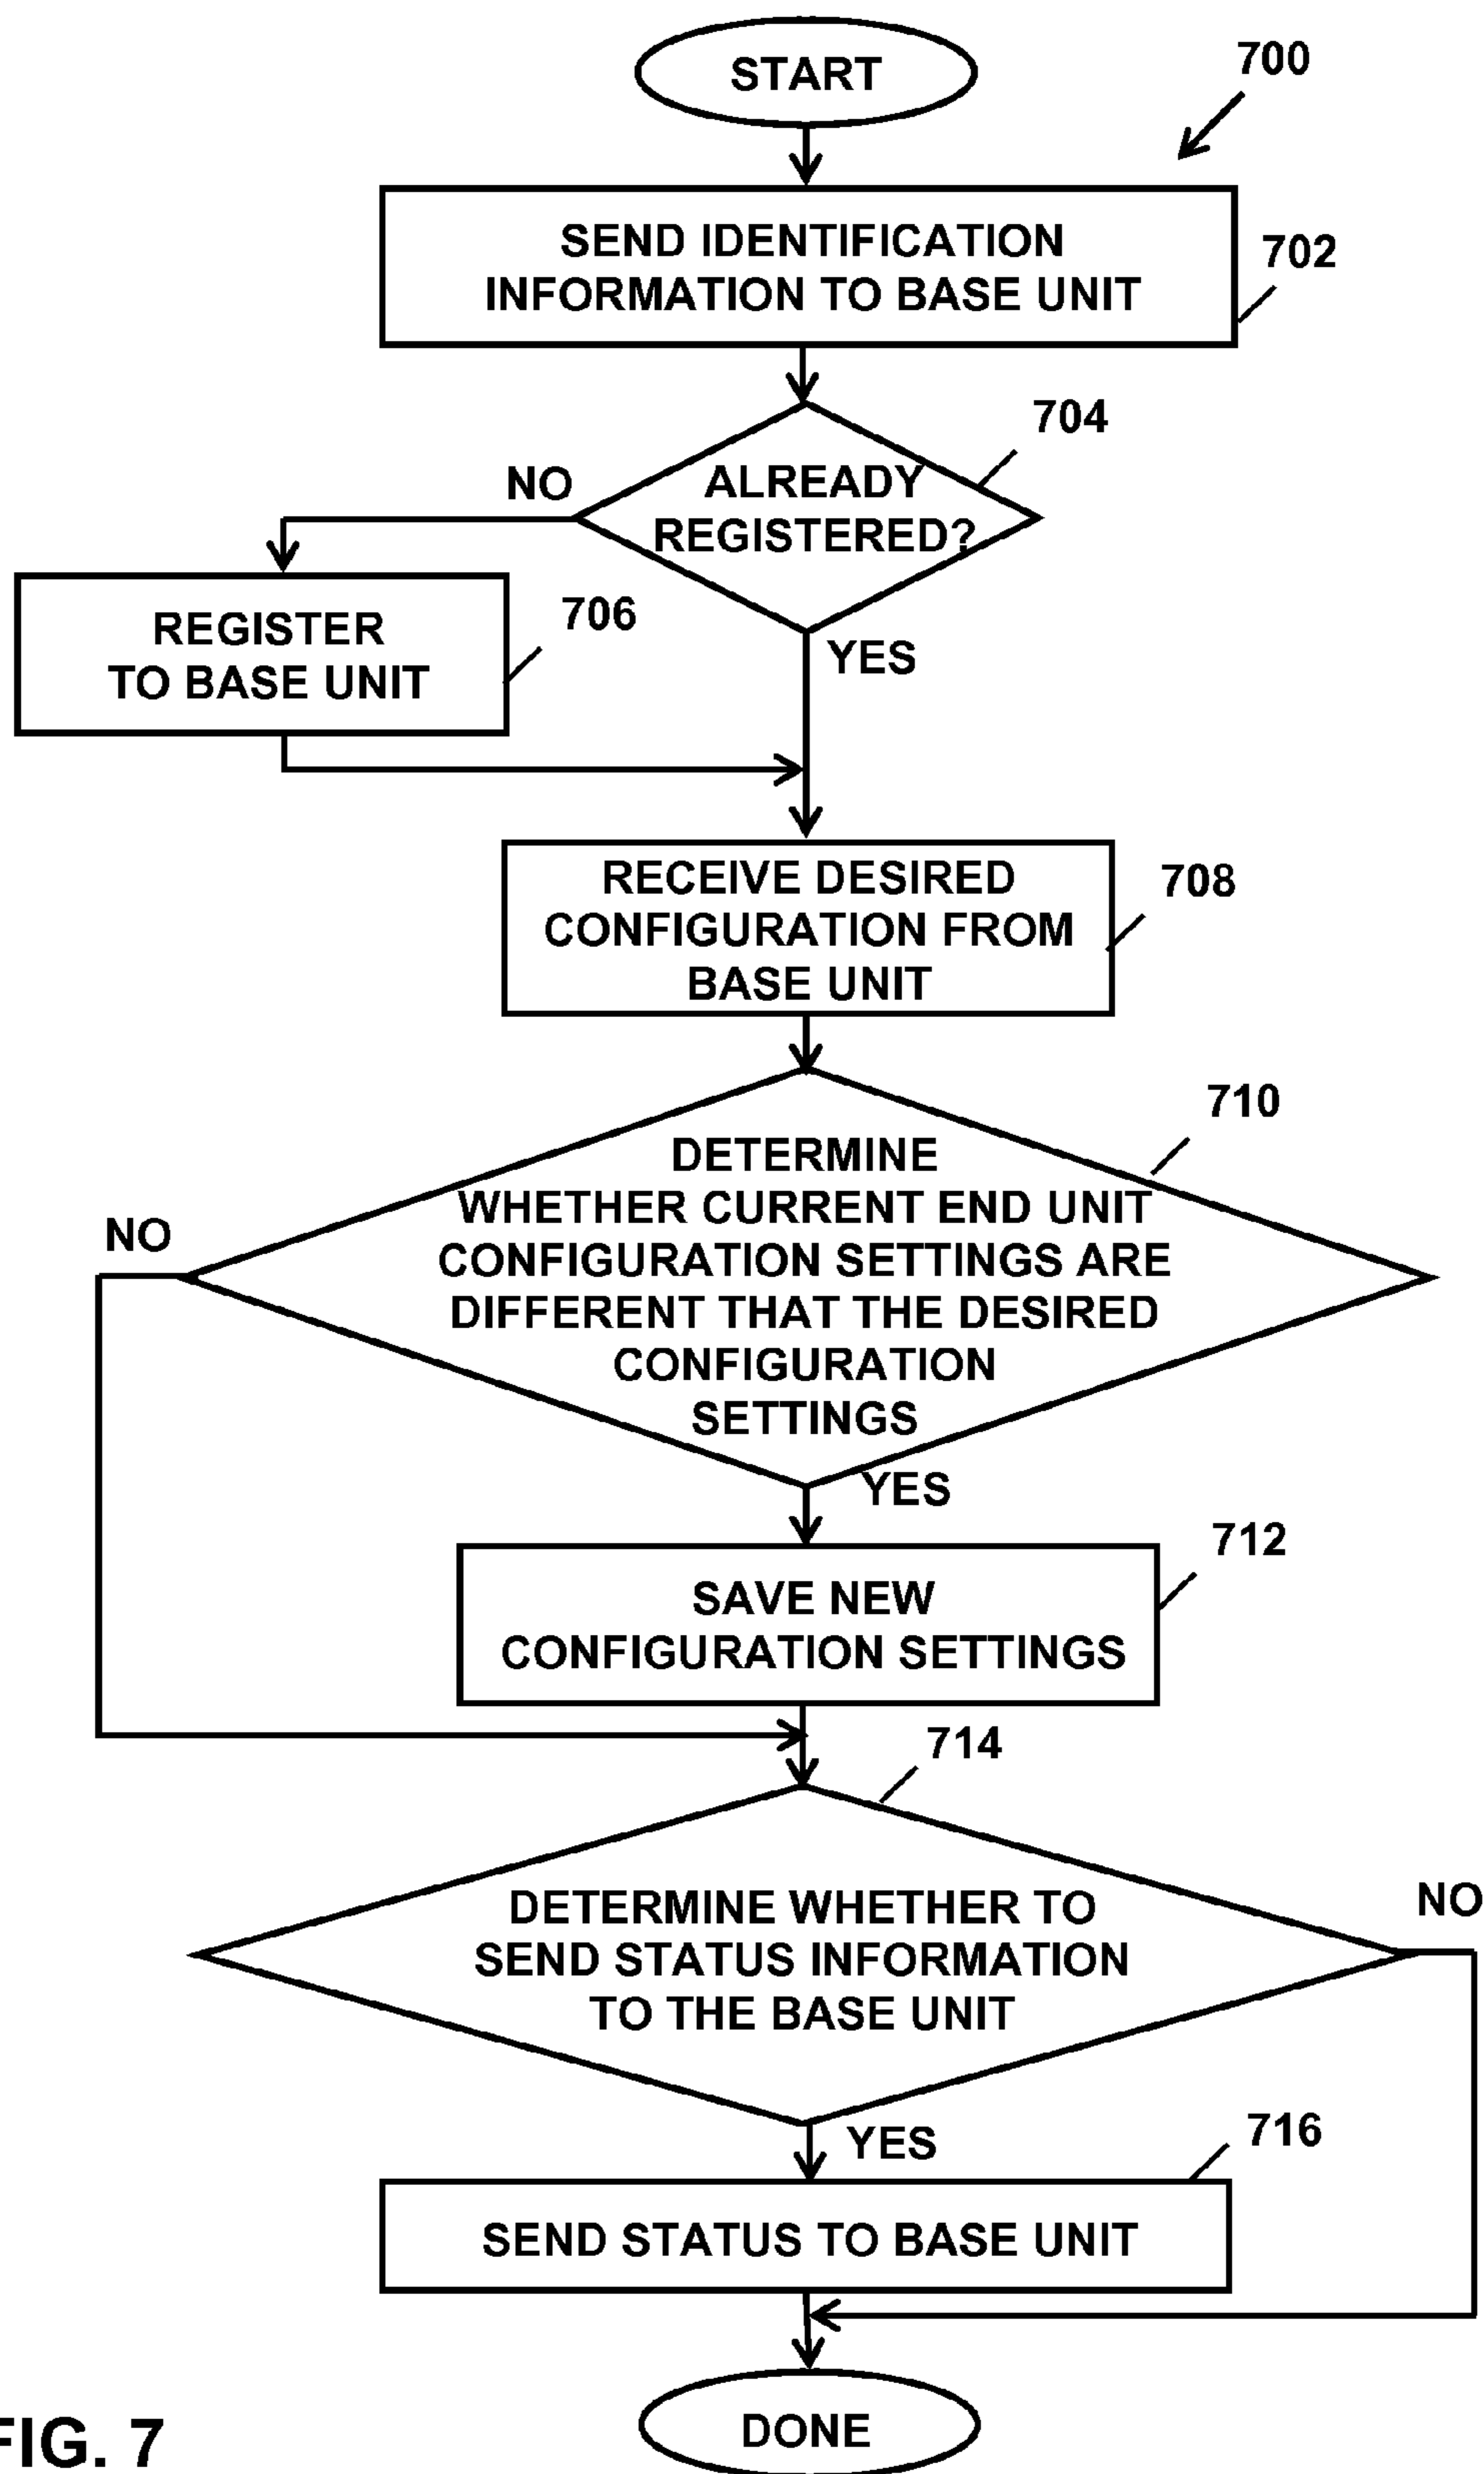 START
700
SEND IDENTIFICATION
INFORMATION TO BASE UNIT
702
704
NO
ALREADY
REGISTERED?
YES
706
REGISTER
TO BASE UNIT
RECEIVE DESIRED
CONFIGURATION FROM
BASE UNIT
708
710
NO
DETERMINE
WHETHER CURRENT END UNIT
CONFIGURATION SETTINGS ARE
DIFFERENT THAT THE DESIRED
CONFIGURATION
SETTINGS
YES
712
SAVE NEW
CONFIGURATION SETTINGS
714
DETERMINE WHETHER TO
SEND STATUS INFORMATION
TO THE BASE UNIT
NO
YES
716
SEND STATUS TO BASE UNIT
DONE
FIG. 7